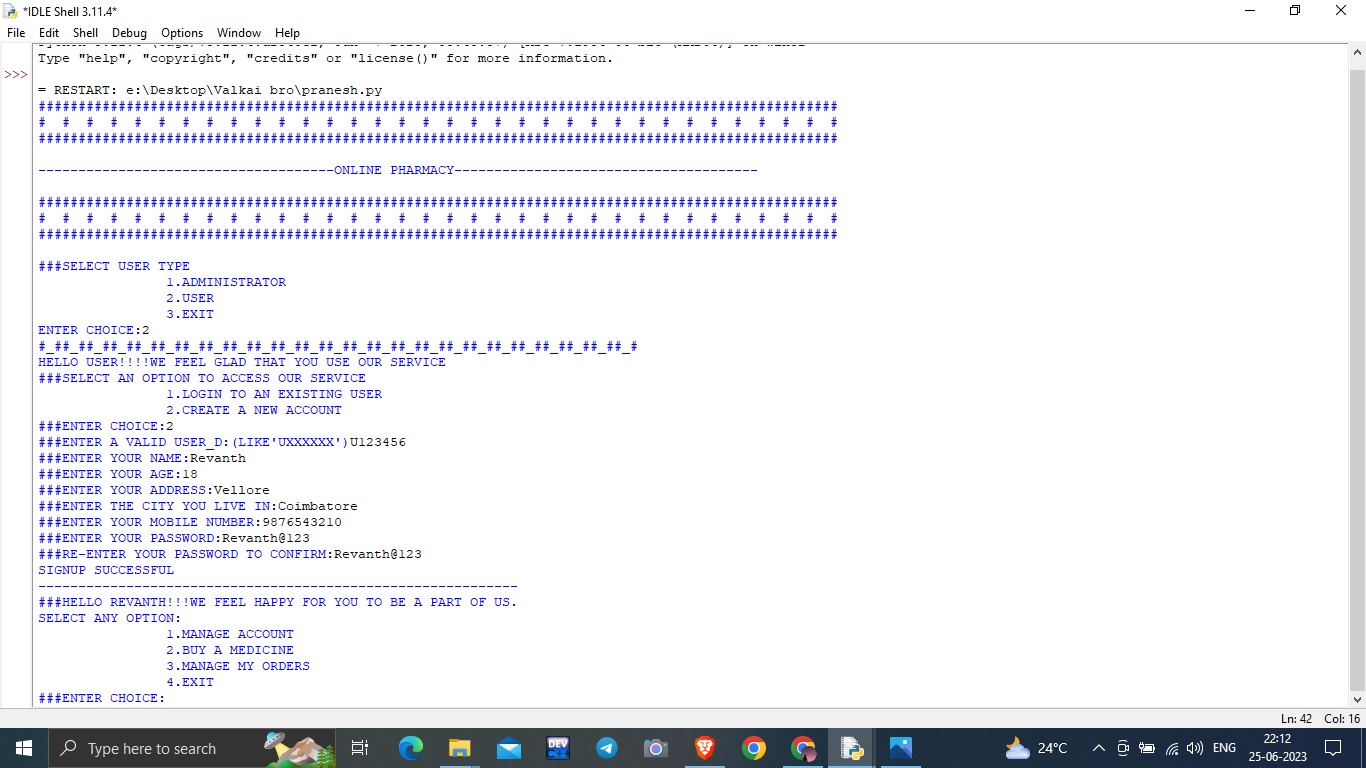 *IDLE Shell 3.11.4*
File Edit Shell Debug Options Window Help
Type "help", "copyright", "credits" or "license()" for more information.
>>>
= RESTART: e:\Desktop\Valkai bro\pranesh.py
####################################################################################################
#  #  #  #  #  #  #  #  #  #  #  #  #  #  #  #  #  #  #  #  #  #  #  #  #  #  #  #  #  #  #  #  #  #
####################################################################################################
-------------------------------------ONLINE PHARMACY--------------------------------------
####################################################################################################
#  #  #  #  #  #  #  #  #  #  #  #  #  #  #  #  #  #  #  #  #  #  #  #  #  #  #  #  #  #  #  #  #  #
####################################################################################################
###SELECT USER TYPE
1.ADMINISTRATOR
2.USER
3.EXIT
ENTER CHOICE:2
#_##_##_##_##_##_##_##_##_##_##_##_##_##_##_##_##_##_##_##_##_##_##_##_##_#
HELLO USER!!!!WE FEEL GLAD THAT YOU USE OUR SERVICE
###SELECT AN OPTION TO ACCESS OUR SERVICE
1.LOGIN TO AN EXISTING USER
2.CREATE A NEW ACCOUNT
###ENTER CHOICE:2
###ENTER A VALID USER_D:(LIKE'UXXXXXX')U123456
###ENTER YOUR NAME:Revanth
###ENTER YOUR AGE:18
###ENTER YOUR ADDRESS:Vellore
###ENTER THE CITY YOU LIVE IN:Coimbatore
###ENTER YOUR MOBILE NUMBER:9876543210
###ENTER YOUR PASSWORD:Revanth@123
###RE-ENTER YOUR PASSWORD TO CONFIRM:Revanth@123
SIGNUP SUCCESSFUL
------------------------------------------------------------
###HELLO REVANTH!!!WE FEEL HAPPY FOR YOU TO BE A PART OF US.
SELECT ANY OPTION:
1.MANAGE ACCOUNT
2.BUY A MEDICINE
3.MANAGE MY ORDERS
4.EXIT
###ENTER CHOICE:
Ln: 42 Col: 16
Type here to search
DEV
24°C
ENG
22:12
25-06-2023